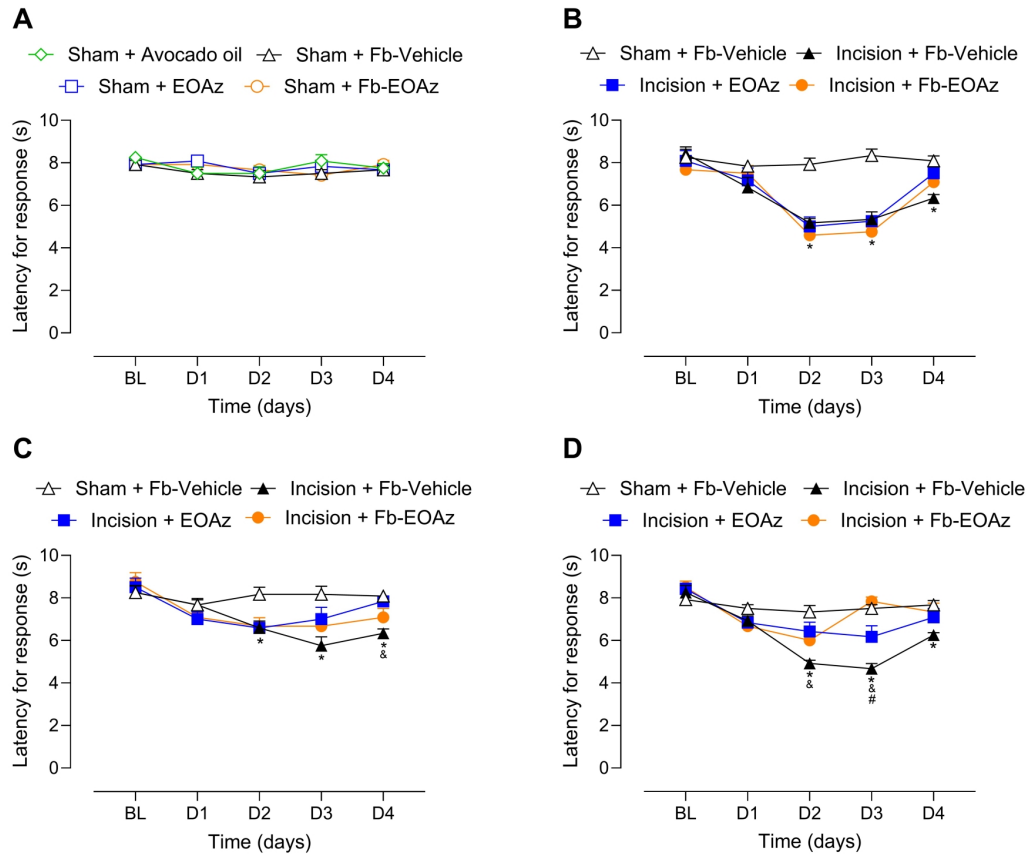 A
Sham + Avocado oil
Sham + Fb-Vehicle
Sham + EOAz
Sham + Fb-EOAz
Latency for response (s)
10
8
6
4
2
0
BL D1 D2 D3 D4
Time (days)
B
Sham + Fb-Vehicle
Incision + Fb-Vehicle
Incision + EOAz
Incision + Fb-EOAz
Latency for response (s)
10
8
6
4
2
0
*
*
*
BL D1 D2 D3 D4
Time (days)
C
Sham + Fb-Vehicle
Incision + Fb-Vehicle
Incision + EOAz
Incision + Fb-EOAz
Latency for response (s)
10
8
6
4
2
0
*
*
*
&
BL D1 D2 D3 D4
Time (days)
D
Sham + Fb-Vehicle
Incision + Fb-Vehicle
Incision + EOAz
Incision + Fb-EOAz
Latency for response (s)
10
8
6
4
2
0
*
&
*
&
#
*
BL D1 D2 D3 D4
Time (days)